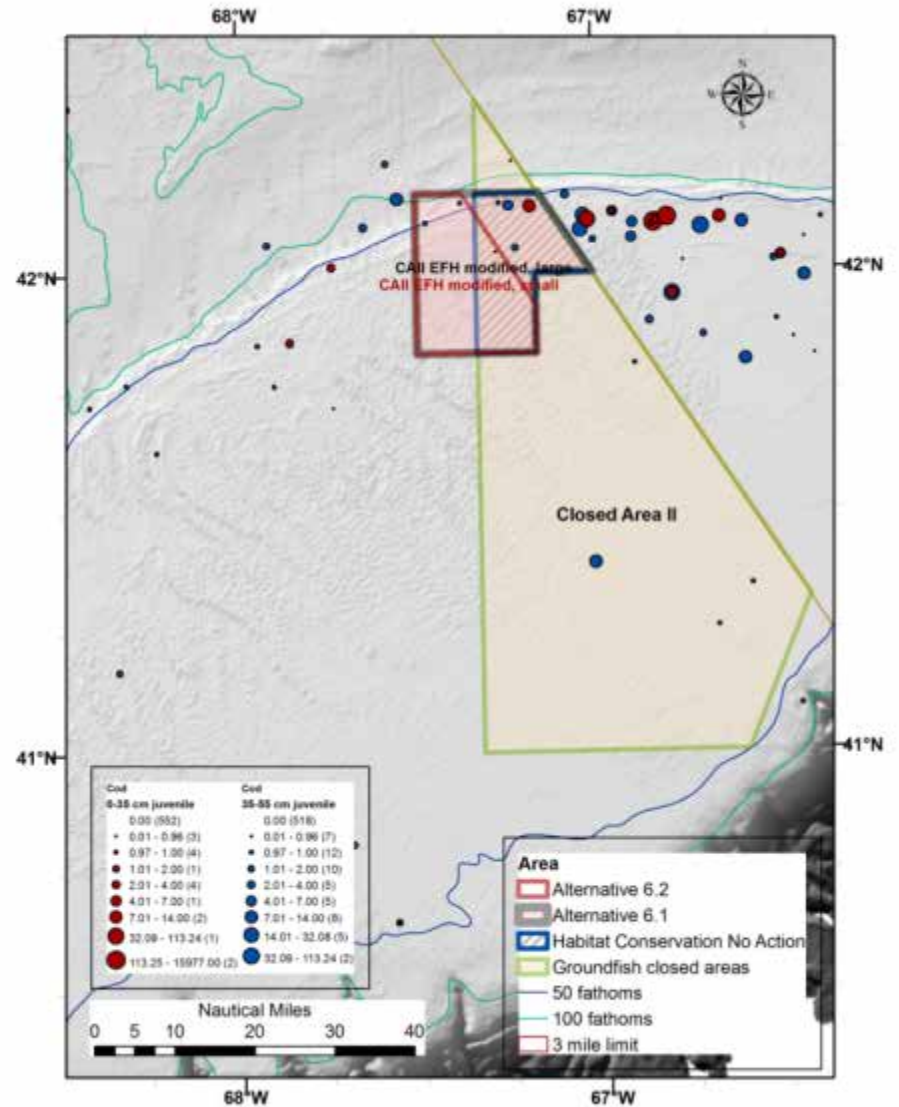 68°W 67°W
N
W E
S
42°N 42°N
CAII EFH modified, large
CAII EFH modified, small
Closed Area II
41°N 41°N
Cod
0-35 cm juvenile
0.00 (552)
0.01 - 0.96 (3)
0.97 - 1.00 (4)
1.01 - 2.00 (1)
2.01 - 4.00 (4)
4.01 - 7.00 (1)
7.01 - 14.00 (2)
32.09 - 113.24 (1)
113.25 - 15977.00 (2)
Cod
35-55 cm juvenile
0.00 (518)
0.01 - 0.96 (7)
0.97 - 1.00 (12)
1.01 - 2.00 (10)
2.01 - 4.00 (5)
4.01 - 7.00 (5)
7.01 - 14.00 (8)
14.01 - 32.08 (5)
32.09 - 113.24 (2)
Nautical Miles
0 5 10 20 30 40
Area
Alternative 6.2
Alternative 6.1
Habitat Conservation No Action
Groundfish closed areas
50 fathoms
100 fathoms
3 mile limit
68°W 67°W